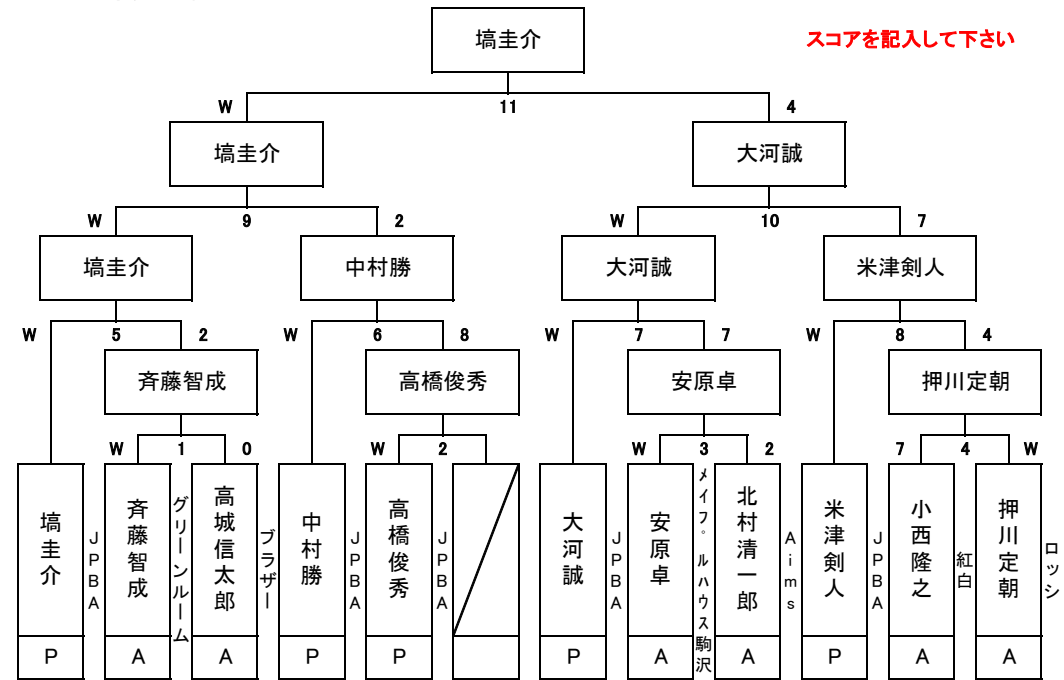 塙圭介
スコアを記入して下さい
W 11 4
塙圭介 大河誠
W 9 2 W 10 7
塙圭介 中村勝 大河誠 米津剣人
W 5 2 W 6 8 W 7 7 W 8 4
斉藤智成 高橋俊秀 安原卓 押川定朝
W 1 0 W 2 W 3 2 7 4 W
塙圭介
JPBA
斉藤智成
グリーンルーム
高城信太郎
ブラザー
中村勝
JPBA
高橋俊秀
JPBA
大河誠
JPBA
安原卓
メイプルハウス駒沢
北村清一郎
Aims
米津剣人
JPBA
小西隆之
紅白
押川定朝
ロッシ
P A A P P P A A P A A